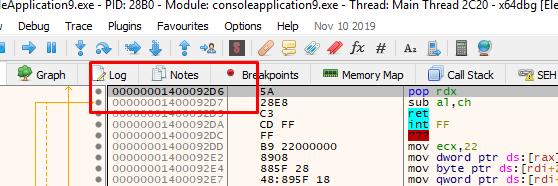 leApplication9.exe - PID: 28B0 - Module: consoleapplication9.exe - Thread: Main Thread 2C20 - x64dbg [Ele
Trace Plugins Favourites Options Help Nov 10 2019
Graph Log Notes Breakpoints Memory Map Call Stack SEH
00000001400092D6 5A pop rdx
00000001400092D7 28E8 sub al,ch
00000001400092D9 C3 ret
00000001400092DA CD FF int FF
00000001400092DC FF ???
00000001400092DD B9 22000000 mov ecx,22
00000001400092E2 8908 mov dword ptr ds:[rax]
00000001400092E4 885F 28 mov byte ptr ds:[rdi+2
00000001400092E7 48:895F 18 mov qword ptr ds:[rdi+